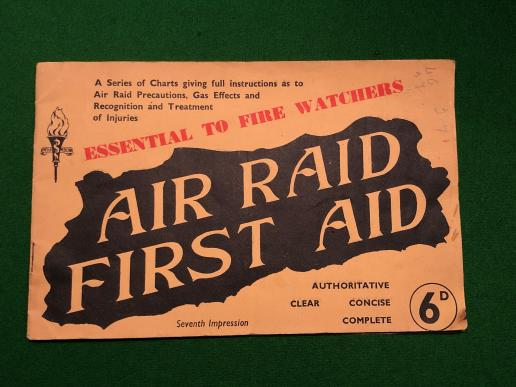 A Series of Charts giving full instructions as to
Air Raid Precautions, Gas Effects and
Recognition and Treatment
of Injuries
ESSENTIAL TO FIRE WATCHERS
AIR RAID
FIRST AID
AUTHORITATIVE
CLEAR CONCISE
COMPLETE
6D
Seventh Impression